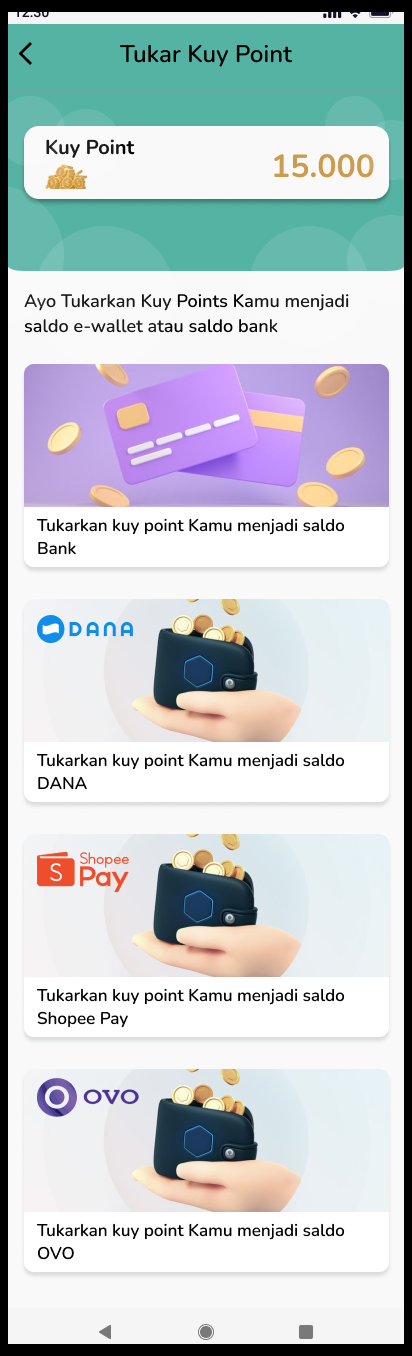 12:30
Tukar Kuy Point
Kuy Point
15.000
Ayo Tukarkan Kuy Points Kamu menjadi
saldo e-wallet atau saldo bank
Tukarkan kuy point Kamu menjadi saldo
Bank
DANA
Tukarkan kuy point Kamu menjadi saldo
DANA
S
Shopee
Pay
Tukarkan kuy point Kamu menjadi saldo
Shopee Pay
OVO
Tukarkan kuy point Kamu menjadi saldo
OVO